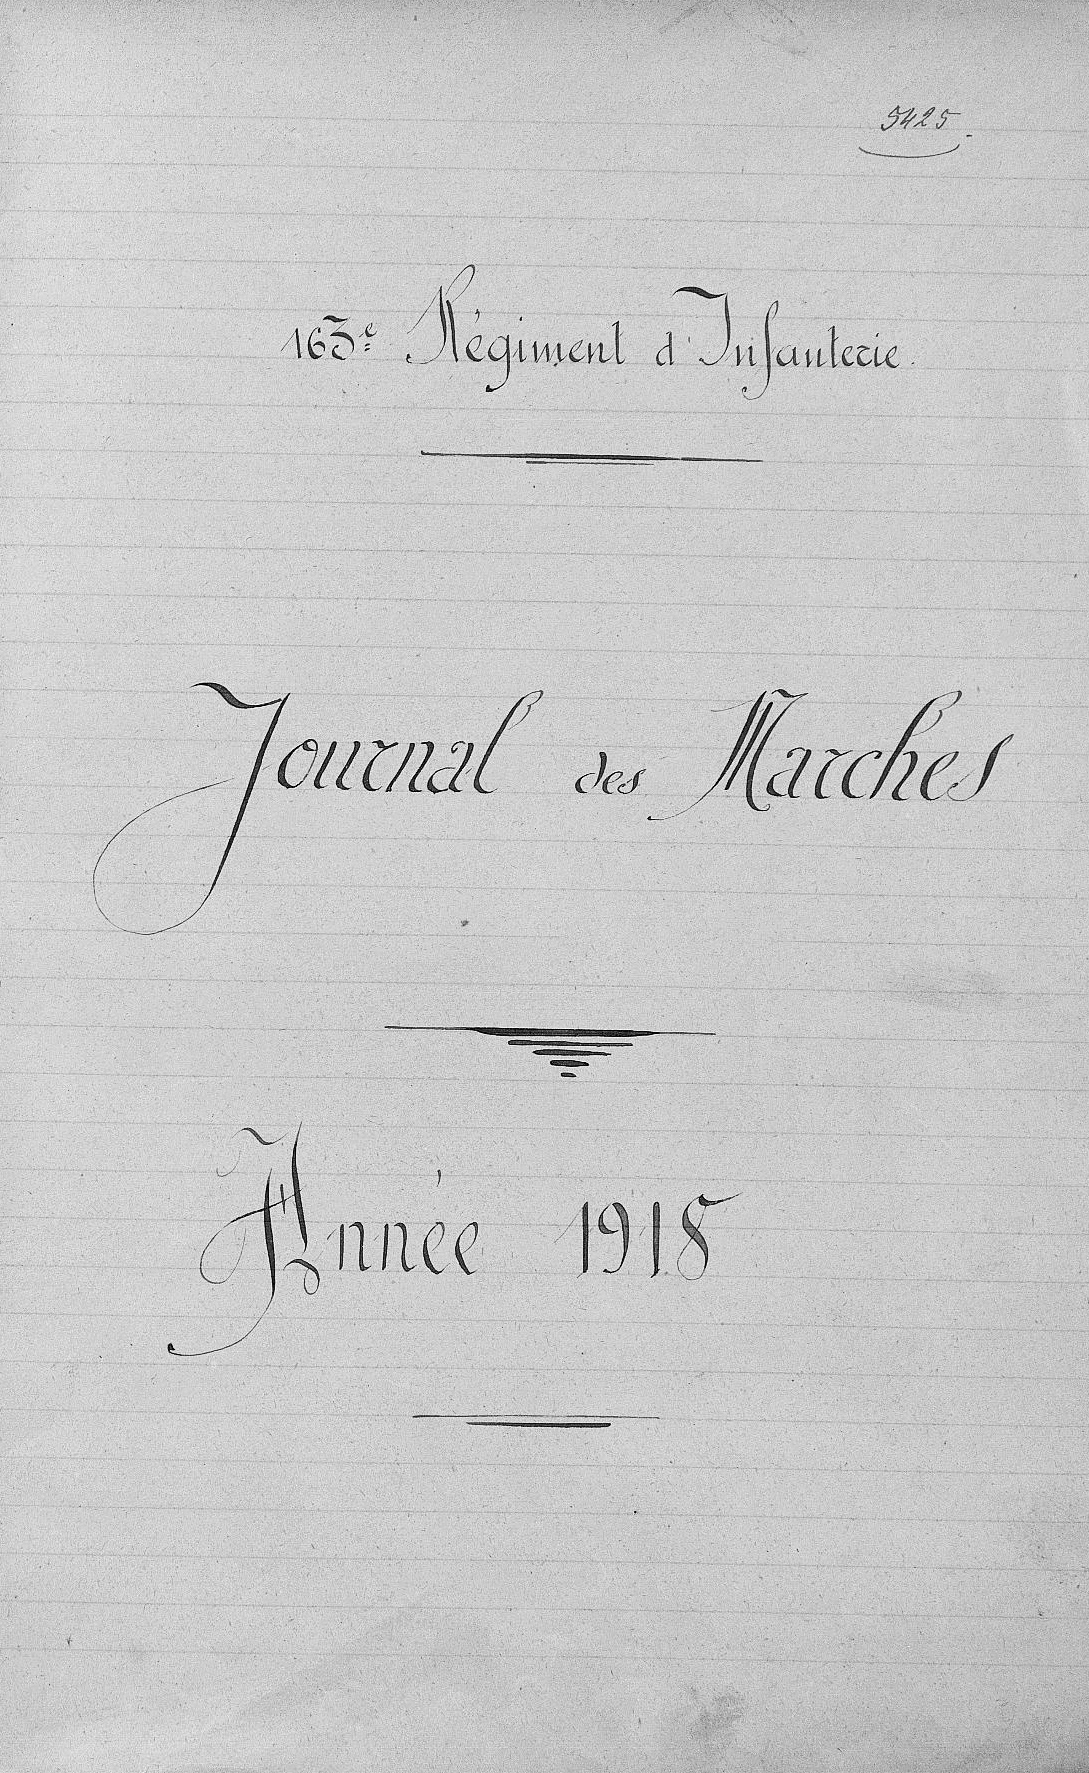 5425.
163e Régiment d'Infanterie.
Journal des Marches
Année 1918